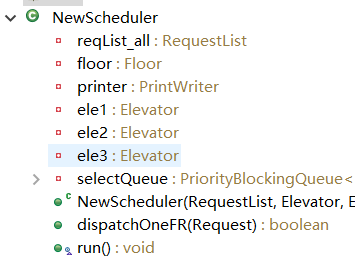 NewScheduler
reqList_all : RequestList
floor : Floor
printer : PrintWriter
ele1 : Elevator
ele2 : Elevator
ele3 : Elevator
selectQueue : PriorityBlockingQueue<
NewScheduler(RequestList, Elevator, E
dispatchOneFR(Request) : boolean
run() : void